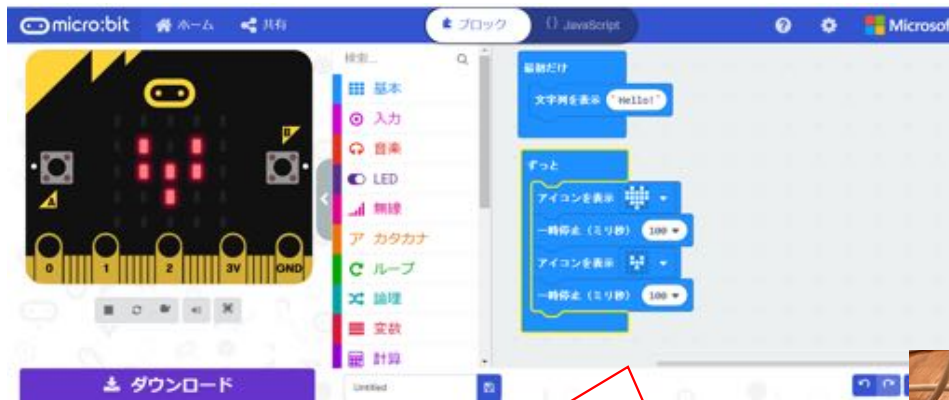 micro:bit
ホーム
共有
ブロック
{} JavaScript
?
Microsof
検索...
基本
入力
音楽
LED
無線
ア カタカナ
ループ
論理
変数
計算
A
B
0
1
2
3V
GND
ダウンロード
Untitled
最初だけ
文字列を表示 "Hello!"
ずっと
アイコンを表示
一時停止（ミリ秒） 100
アイコンを表示
一時停止（ミリ秒） 100